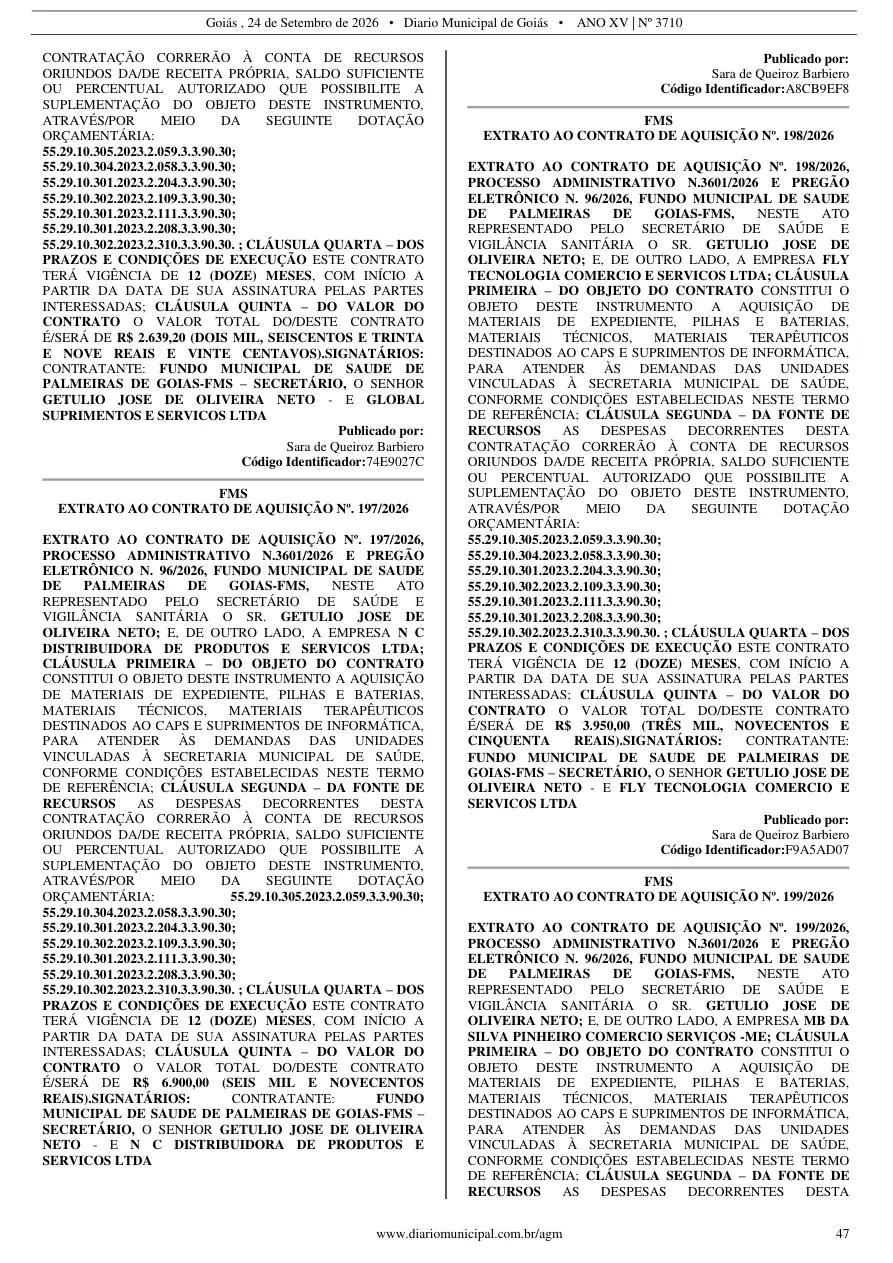 Goiás , 24 de Setembro de 2026 • Diario Municipal de Goiás • ANO XV | Nº 3710
CONTRATAÇÃO CORRERÃO À CONTA DE RECURSOS
ORIUNDOS DA/DE RECEITA PRÓPRIA, SALDO SUFICIENTE
OU PERCENTUAL AUTORIZADO QUE POSSIBILITE A
SUPLEMENTAÇÃO DO OBJETO DESTE INSTRUMENTO,
ATRAVÉS/POR MEIO DA SEGUINTE DOTAÇÃO
ORÇAMENTÁRIA:
55.29.10.305.2023.2.059.3.3.90.30;
55.29.10.304.2023.2.058.3.3.90.30;
55.29.10.301.2023.2.204.3.3.90.30;
55.29.10.302.2023.2.109.3.3.90.30;
55.29.10.301.2023.2.111.3.3.90.30;
55.29.10.301.2023.2.208.3.3.90.30;
55.29.10.302.2023.2.310.3.3.90.30. ; CLÁUSULA QUARTA – DOS
PRAZOS E CONDIÇÕES DE EXECUÇÃO ESTE CONTRATO
TERÁ VIGÊNCIA DE 12 (DOZE) MESES, COM INÍCIO A
PARTIR DA DATA DE SUA ASSINATURA PELAS PARTES
INTERESSADAS; CLÁUSULA QUINTA – DO VALOR DO
CONTRATO O VALOR TOTAL DO/DESTE CONTRATO
É/SERÁ DE R$ 2.639,20 (DOIS MIL, SEISCENTOS E TRINTA
E NOVE REAIS E VINTE CENTAVOS).SIGNATÁRIOS:
CONTRATANTE: FUNDO MUNICIPAL DE SAUDE DE
PALMEIRAS DE GOIAS-FMS – SECRETÁRIO, O SENHOR
GETULIO JOSE DE OLIVEIRA NETO - E GLOBAL
SUPRIMENTOS E SERVICOS LTDA
Publicado por:
Sara de Queiroz Barbiero
Código Identificador:74E9027C
FMS
EXTRATO AO CONTRATO DE AQUISIÇÃO Nº. 197/2026
EXTRATO AO CONTRATO DE AQUISIÇÃO Nº. 197/2026,
PROCESSO ADMINISTRATIVO N.3601/2026 E PREGÃO
ELETRÔNICO N. 96/2026, FUNDO MUNICIPAL DE SAUDE
DE PALMEIRAS DE GOIAS-FMS, NESTE ATO
REPRESENTADO PELO SECRETÁRIO DE SAÚDE E
VIGILÂNCIA SANITÁRIA O SR. GETULIO JOSE DE
OLIVEIRA NETO; E, DE OUTRO LADO, A EMPRESA N C
DISTRIBUIDORA DE PRODUTOS E SERVICOS LTDA;
CLÁUSULA PRIMEIRA – DO OBJETO DO CONTRATO
CONSTITUI O OBJETO DESTE INSTRUMENTO A AQUISIÇÃO
DE MATERIAIS DE EXPEDIENTE, PILHAS E BATERIAS,
MATERIAIS TÉCNICOS, MATERIAIS TERAPÊUTICOS
DESTINADOS AO CAPS E SUPRIMENTOS DE INFORMÁTICA,
PARA ATENDER ÀS DEMANDAS DAS UNIDADES
VINCULADAS À SECRETARIA MUNICIPAL DE SAÚDE,
CONFORME CONDIÇÕES ESTABELECIDAS NESTE TERMO
DE REFERÊNCIA; CLÁUSULA SEGUNDA – DA FONTE DE
RECURSOS AS DESPESAS DECORRENTES DESTA
CONTRATAÇÃO CORRERÃO À CONTA DE RECURSOS
ORIUNDOS DA/DE RECEITA PRÓPRIA, SALDO SUFICIENTE
OU PERCENTUAL AUTORIZADO QUE POSSIBILITE A
SUPLEMENTAÇÃO DO OBJETO DESTE INSTRUMENTO,
ATRAVÉS/POR MEIO DA SEGUINTE DOTAÇÃO
ORÇAMENTÁRIA: 55.29.10.305.2023.2.059.3.3.90.30;
55.29.10.304.2023.2.058.3.3.90.30;
55.29.10.301.2023.2.204.3.3.90.30;
55.29.10.302.2023.2.109.3.3.90.30;
55.29.10.301.2023.2.111.3.3.90.30;
55.29.10.301.2023.2.208.3.3.90.30;
55.29.10.302.2023.2.310.3.3.90.30. ; CLÁUSULA QUARTA – DOS
PRAZOS E CONDIÇÕES DE EXECUÇÃO ESTE CONTRATO
TERÁ VIGÊNCIA DE 12 (DOZE) MESES, COM INÍCIO A
PARTIR DA DATA DE SUA ASSINATURA PELAS PARTES
INTERESSADAS; CLÁUSULA QUINTA – DO VALOR DO
CONTRATO O VALOR TOTAL DO/DESTE CONTRATO
É/SERÁ DE R$ 6.900,00 (SEIS MIL E NOVECENTOS
REAIS).SIGNATÁRIOS: CONTRATANTE: FUNDO
MUNICIPAL DE SAUDE DE PALMEIRAS DE GOIAS-FMS –
SECRETÁRIO, O SENHOR GETULIO JOSE DE OLIVEIRA
NETO - E N C DISTRIBUIDORA DE PRODUTOS E
SERVICOS LTDA
Publicado por:
Sara de Queiroz Barbiero
Código Identificador:A8CB9EF8
FMS
EXTRATO AO CONTRATO DE AQUISIÇÃO Nº. 198/2026
EXTRATO AO CONTRATO DE AQUISIÇÃO Nº. 198/2026,
PROCESSO ADMINISTRATIVO N.3601/2026 E PREGÃO
ELETRÔNICO N. 96/2026, FUNDO MUNICIPAL DE SAUDE
DE PALMEIRAS DE GOIAS-FMS, NESTE ATO
REPRESENTADO PELO SECRETÁRIO DE SAÚDE E
VIGILÂNCIA SANITÁRIA O SR. GETULIO JOSE DE
OLIVEIRA NETO; E, DE OUTRO LADO, A EMPRESA FLY
TECNOLOGIA COMERCIO E SERVICOS LTDA; CLÁUSULA
PRIMEIRA – DO OBJETO DO CONTRATO CONSTITUI O
OBJETO DESTE INSTRUMENTO A AQUISIÇÃO DE
MATERIAIS DE EXPEDIENTE, PILHAS E BATERIAS,
MATERIAIS TÉCNICOS, MATERIAIS TERAPÊUTICOS
DESTINADOS AO CAPS E SUPRIMENTOS DE INFORMÁTICA,
PARA ATENDER ÀS DEMANDAS DAS UNIDADES
VINCULADAS À SECRETARIA MUNICIPAL DE SAÚDE,
CONFORME CONDIÇÕES ESTABELECIDAS NESTE TERMO
DE REFERÊNCIA; CLÁUSULA SEGUNDA – DA FONTE DE
RECURSOS AS DESPESAS DECORRENTES DESTA
CONTRATAÇÃO CORRERÃO À CONTA DE RECURSOS
ORIUNDOS DA/DE RECEITA PRÓPRIA, SALDO SUFICIENTE
OU PERCENTUAL AUTORIZADO QUE POSSIBILITE A
SUPLEMENTAÇÃO DO OBJETO DESTE INSTRUMENTO,
ATRAVÉS/POR MEIO DA SEGUINTE DOTAÇÃO
ORÇAMENTÁRIA:
55.29.10.305.2023.2.059.3.3.90.30;
55.29.10.304.2023.2.058.3.3.90.30;
55.29.10.301.2023.2.204.3.3.90.30;
55.29.10.302.2023.2.109.3.3.90.30;
55.29.10.301.2023.2.111.3.3.90.30;
55.29.10.301.2023.2.208.3.3.90.30;
55.29.10.302.2023.2.310.3.3.90.30. ; CLÁUSULA QUARTA – DOS
PRAZOS E CONDIÇÕES DE EXECUÇÃO ESTE CONTRATO
TERÁ VIGÊNCIA DE 12 (DOZE) MESES, COM INÍCIO A
PARTIR DA DATA DE SUA ASSINATURA PELAS PARTES
INTERESSADAS; CLÁUSULA QUINTA – DO VALOR DO
CONTRATO O VALOR TOTAL DO/DESTE CONTRATO
É/SERÁ DE R$ 3.950,00 (TRÊS MIL, NOVECENTOS E
CINQUENTA REAIS).SIGNATÁRIOS: CONTRATANTE:
FUNDO MUNICIPAL DE SAUDE DE PALMEIRAS DE
GOIAS-FMS – SECRETÁRIO, O SENHOR GETULIO JOSE DE
OLIVEIRA NETO - E FLY TECNOLOGIA COMERCIO E
SERVICOS LTDA
Publicado por:
Sara de Queiroz Barbiero
Código Identificador:F9A5AD07
FMS
EXTRATO AO CONTRATO DE AQUISIÇÃO Nº. 199/2026
EXTRATO AO CONTRATO DE AQUISIÇÃO Nº. 199/2026,
PROCESSO ADMINISTRATIVO N.3601/2026 E PREGÃO
ELETRÔNICO N. 96/2026, FUNDO MUNICIPAL DE SAUDE
DE PALMEIRAS DE GOIAS-FMS, NESTE ATO
REPRESENTADO PELO SECRETÁRIO DE SAÚDE E
VIGILÂNCIA SANITÁRIA O SR. GETULIO JOSE DE
OLIVEIRA NETO; E, DE OUTRO LADO, A EMPRESA MB DA
SILVA PINHEIRO COMERCIO SERVIÇOS -ME; CLÁUSULA
PRIMEIRA – DO OBJETO DO CONTRATO CONSTITUI O
OBJETO DESTE INSTRUMENTO A AQUISIÇÃO DE
MATERIAIS DE EXPEDIENTE, PILHAS E BATERIAS,
MATERIAIS TÉCNICOS, MATERIAIS TERAPÊUTICOS
DESTINADOS AO CAPS E SUPRIMENTOS DE INFORMÁTICA,
PARA ATENDER ÀS DEMANDAS DAS UNIDADES
VINCULADAS À SECRETARIA MUNICIPAL DE SAÚDE,
CONFORME CONDIÇÕES ESTABELECIDAS NESTE TERMO
DE REFERÊNCIA; CLÁUSULA SEGUNDA – DA FONTE DE
RECURSOS AS DESPESAS DECORRENTES DESTA
www.diariomunicipal.com.br/agm
47